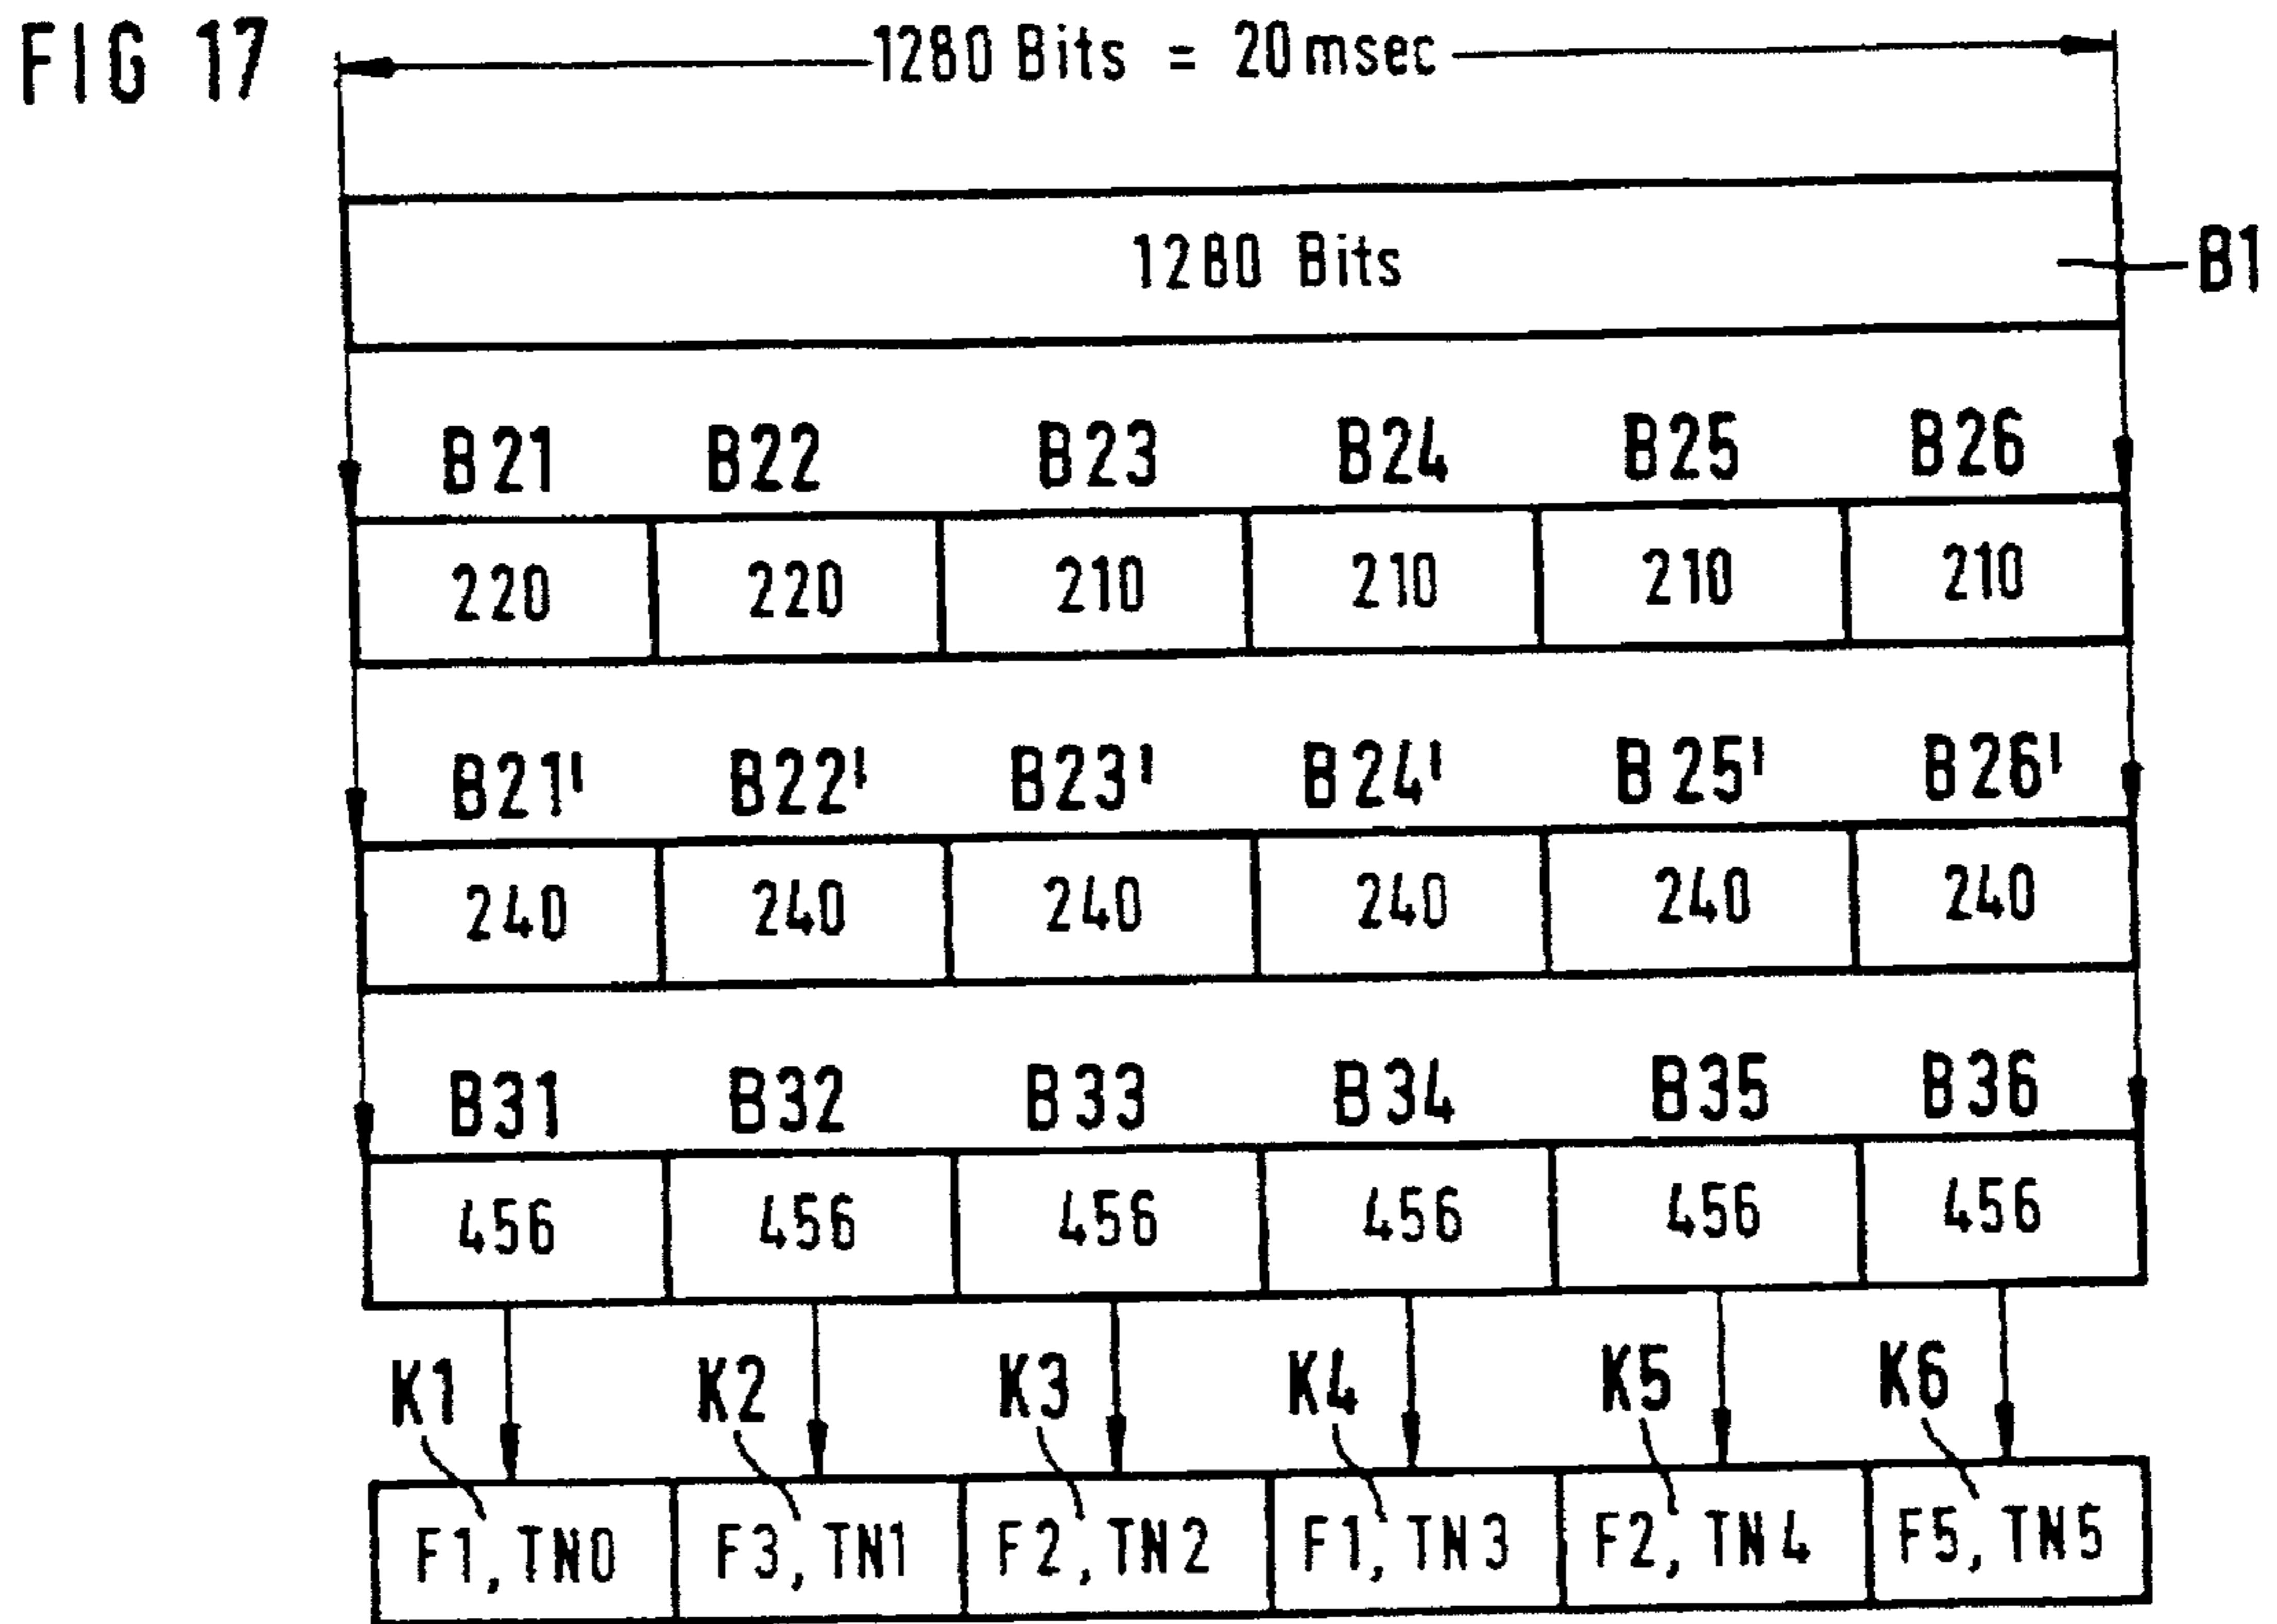 FIG 17
1280 Bits = 20msec
1280 Bits
B1
B21 B22 B23 B24 B25 B26
220 220 210 210 210 210
B21' B22' B23' B24' B25' B26'
240 240 240 240 240 240
B31 B32 B33 B34 B35 B36
456 456 456 456 456 456
K1 K2 K3 K4 K5 K6
F1, TN0 F3, TN1 F2, TN2 F1, TN3 F2, TN4 F5, TN5